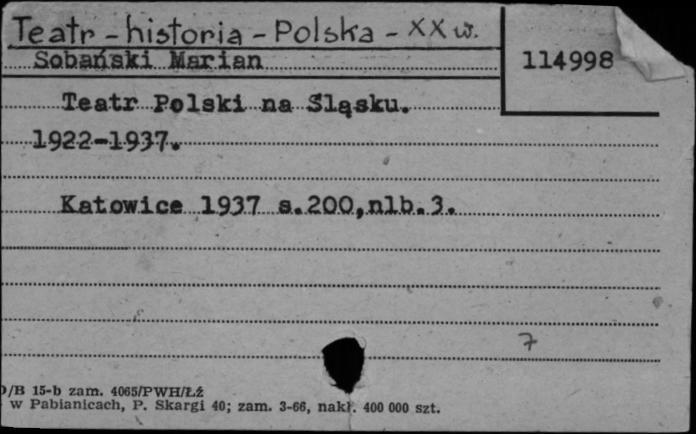 Teatr - historia - Polska - XX w.
Sobański Marian
114998
Teatr Polski na Śląsku.
1922-1937.
Katowice 1937 s.200,nlb.3.
7
/B 15-b zam. 4065/PWH/Łź
w Pabianicach, P. Skargi 40; zam. 3-66, nakł. 400 000 szt.